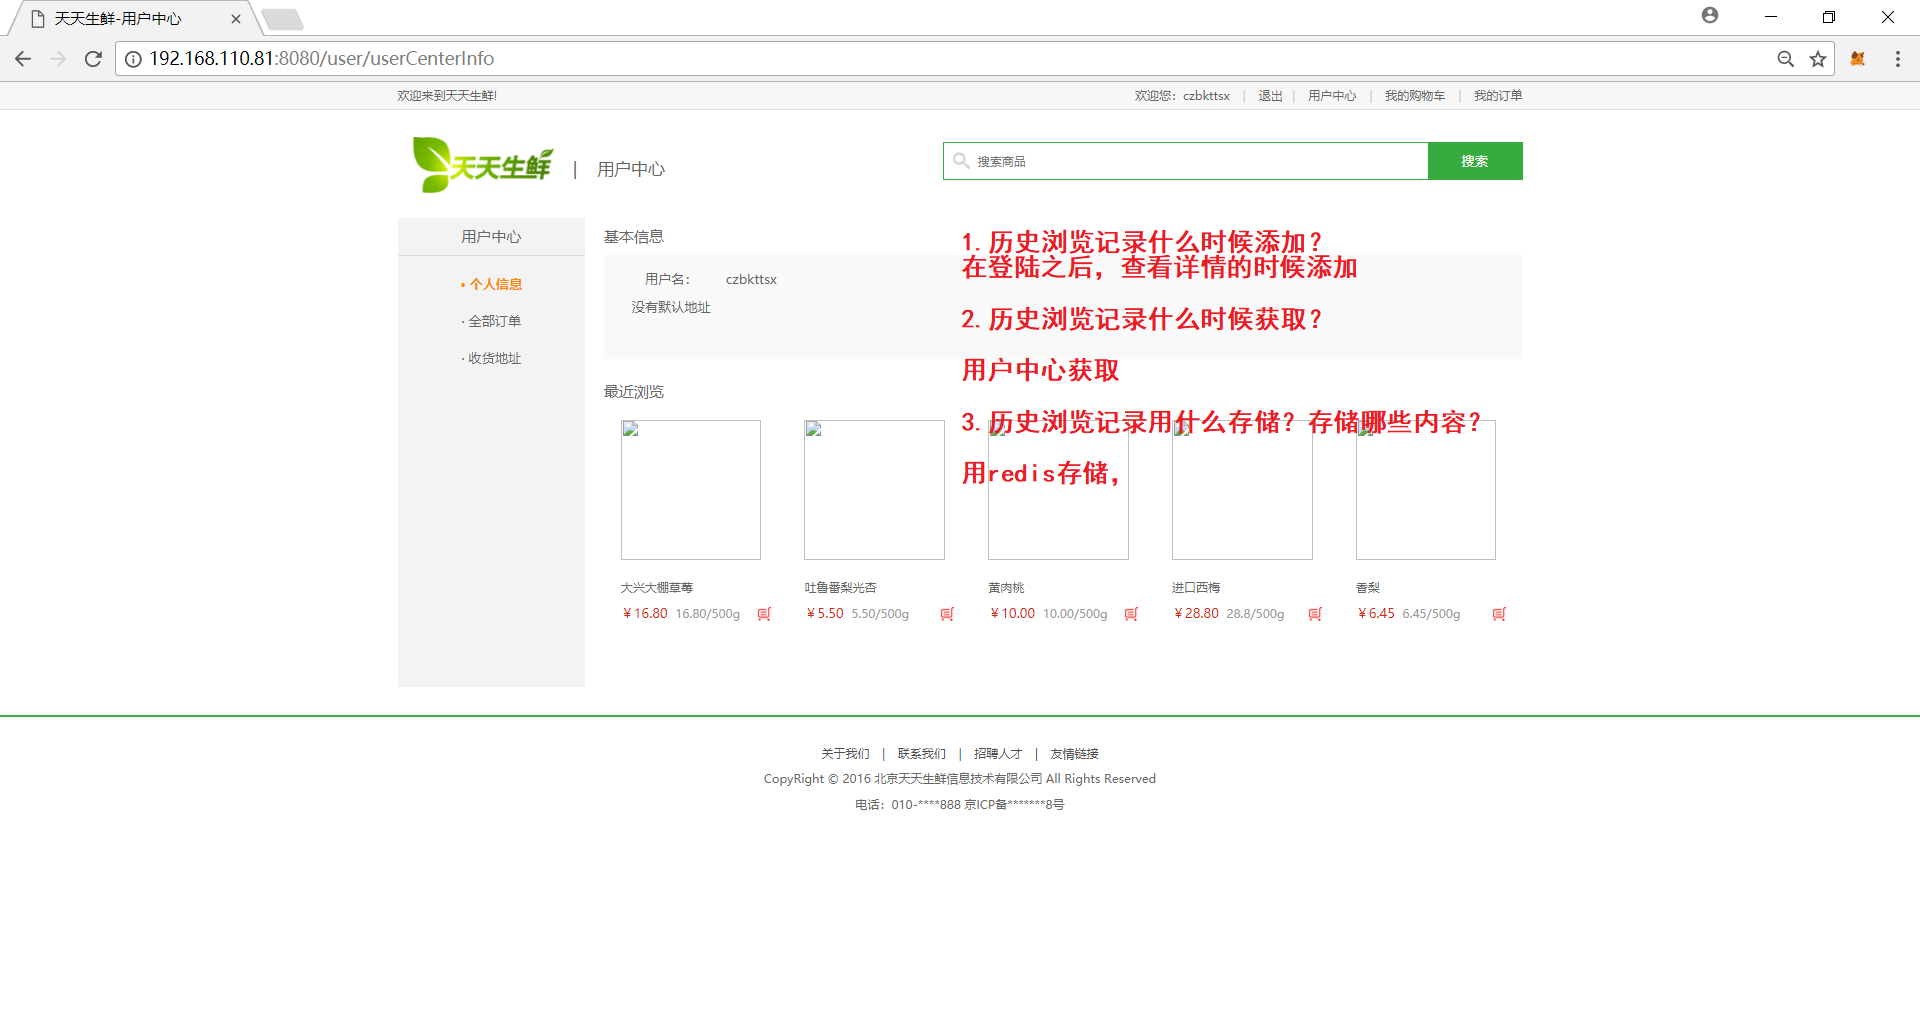 天天生鲜-用户中心
192.168.110.81:8080/user/userCenterInfo
欢迎来到天天生鲜!
欢迎您：czbkttsx | 退出 | 用户中心 | 我的购物车 | 我的订单
天天生鲜 | 用户中心
搜索商品 搜索
用户中心
• 个人信息
· 全部订单
· 收货地址
基本信息
用户名： czbkttsx
没有默认地址
1.历史浏览记录什么时候添加？
在登陆之后，查看详情的时候添加
2.历史浏览记录什么时候获取？
用户中心获取
3.历史浏览记录用什么存储？存储哪些内容？
用redis存储，
最近浏览
大兴大棚草莓 吐鲁番梨光杏 黄肉桃 进口西梅 香梨
￥16.80 16.80/500g ￥5.50 5.50/500g ￥10.00 10.00/500g ￥28.80 28.8/500g ￥6.45 6.45/500g
关于我们 | 联系我们 | 招聘人才 | 友情链接
CopyRight © 2016 北京天天生鲜信息技术有限公司 All Rights Reserved
电话：010-****888 京ICP备*******8号